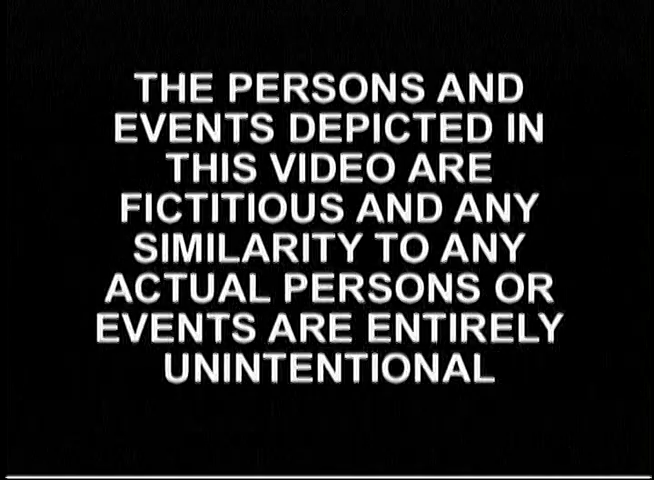 THE PERSONS AND
EVENTS DEPICTED IN
THIS VIDEO ARE
FICTITIOUS AND ANY
SIMILARITY TO ANY
ACTUAL PERSONS OR
EVENTS ARE ENTIRELY
UNINTENTIONAL